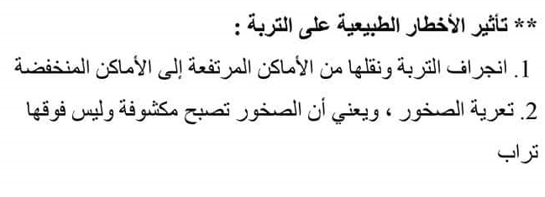 ** تأثير الأخطار الطبيعية على التربة :
1. انجراف التربة ونقلها من الأماكن المرتفعة إلى الأماكن المنخفضة
2. تعرية الصخور ، ويعني أن الصخور تصبح مكشوفة وليس فوقها
تراب